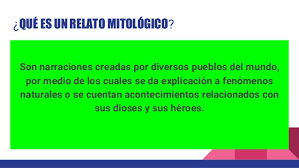 ¿QUÉ ES UN RELATO MITOLÓGICO?
Son narraciones creadas por diversos pueblos del mundo,
por medio de los cuales se da explicación a fenómenos
naturales o se cuentan acontecimientos relacionados con
sus dioses y sus héroes.